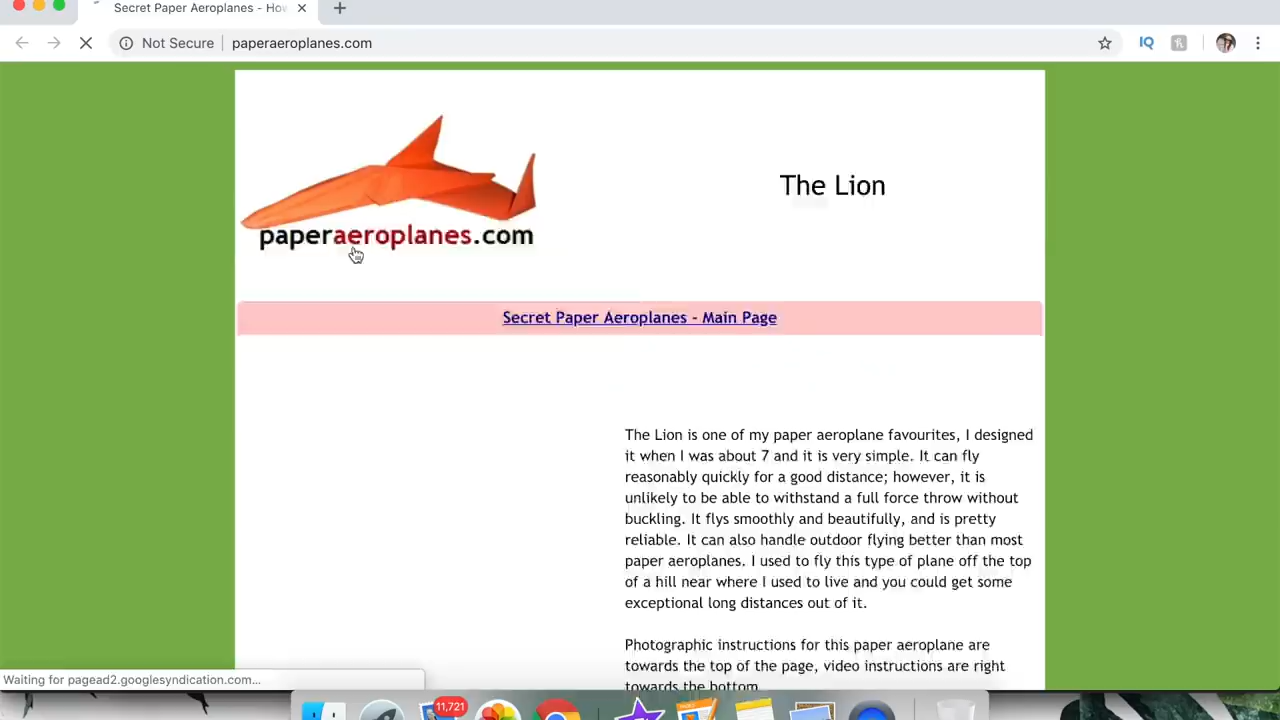 Secret Paper Aeroplanes - How
Not Secure
paperaeroplanes.com
IQ
paperaeroplanes.com
The Lion
Secret Paper Aeroplanes - Main Page
The Lion is one of my paper aeroplane favourites, I designed
it when I was about 7 and it is very simple. It can fly
reasonably quickly for a good distance; however, it is
unlikely to be able to withstand a full force throw without
buckling. It flys smoothly and beautifully, and is pretty
reliable. It can also handle outdoor flying better than most
paper aeroplanes. I used to fly this type of plane off the top
of a hill near where I used to live and you could get some
exceptional long distances out of it.
Photographic instructions for this paper aeroplane are
towards the top of the page, video instructions are right
towards the bottom.
Waiting for pagead2.googlesyndication.com...
11,721